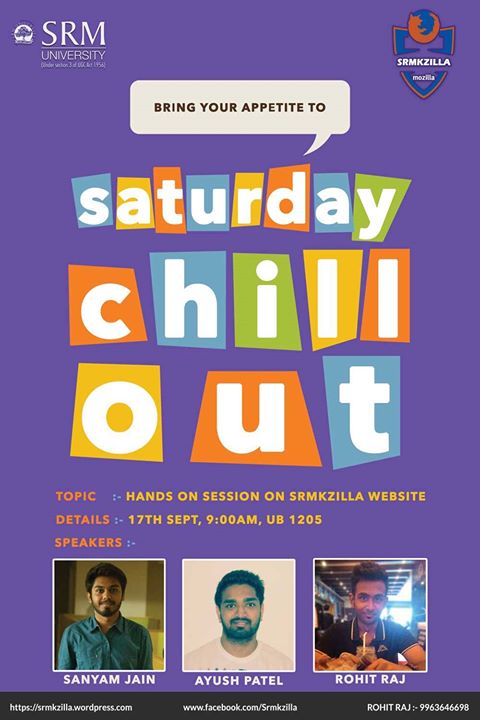 SRM
UNIVERSITY
(Under section 3 of UGC Act 1956)
SRMKZILLA
mozilla
BRING YOUR APPETITE TO
saturday
chill
out
TOPIC :- HANDS ON SESSION ON SRMKZILLA WEBSITE
DETAILS :- 17TH SEPT, 9:00AM, UB 1205
SPEAKERS :-
SANYAM JAIN AYUSH PATEL ROHIT RAJ
https://srmkzilla.wordpress.com www.facebook.com/Srmkzilla ROHIT RAJ :- 9963646698